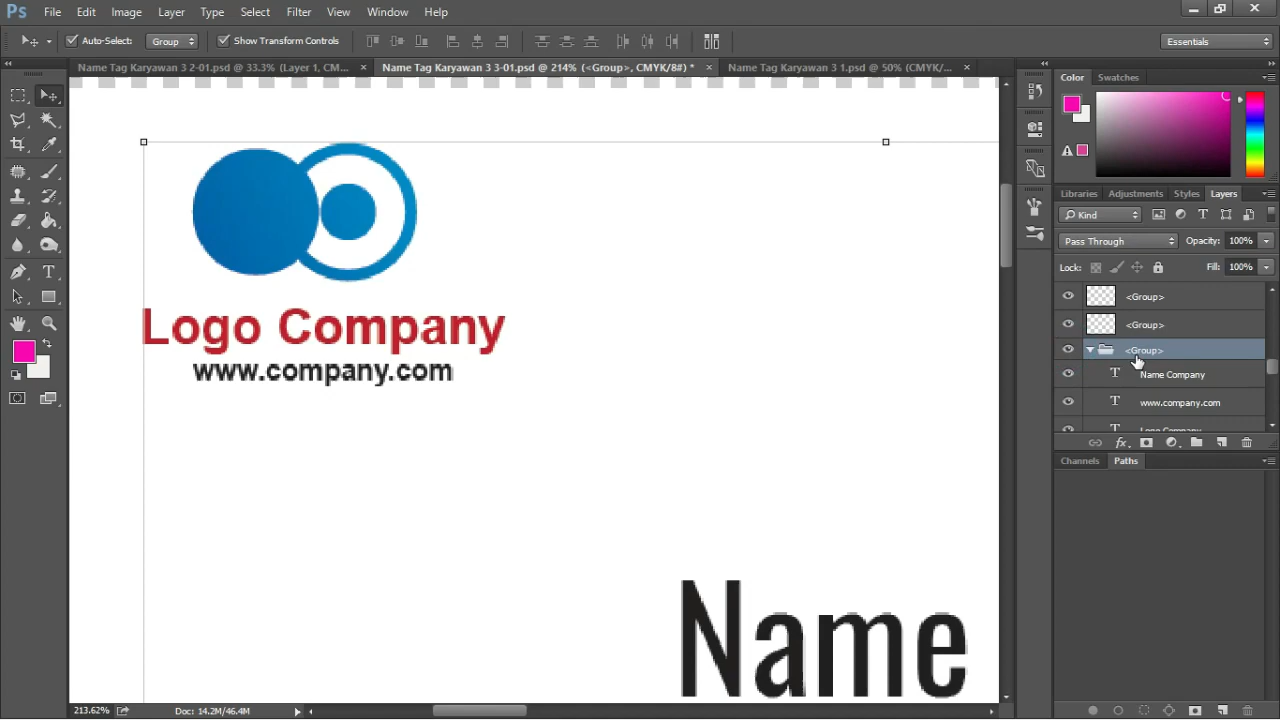 Ps File Edit Image Layer Type Select Filter View Window Help
Auto-Select: Group Show Transform Controls Essentials
Name Tag Karyawan 3 2-01.psd @ 33.3% (Layer 1, CM... × Name Tag Karyawan 3 3-01.psd @ 214% (<Group>, CMYK/8#) * × Name Tag Karyawan 3 1.psd @ 50% (CMYK/... ×
Color Swatches
Libraries Adjustments Styles Layers
Kind
Pass Through Opacity: 100%
Lock: Fill: 100%
<Group>
<Group>
<Group>
T Name Company
T www.company.com
T Logo Company
Channels Paths
Logo Company
www.company.com
Name
213.62% Doc: 14.2M/46.4M